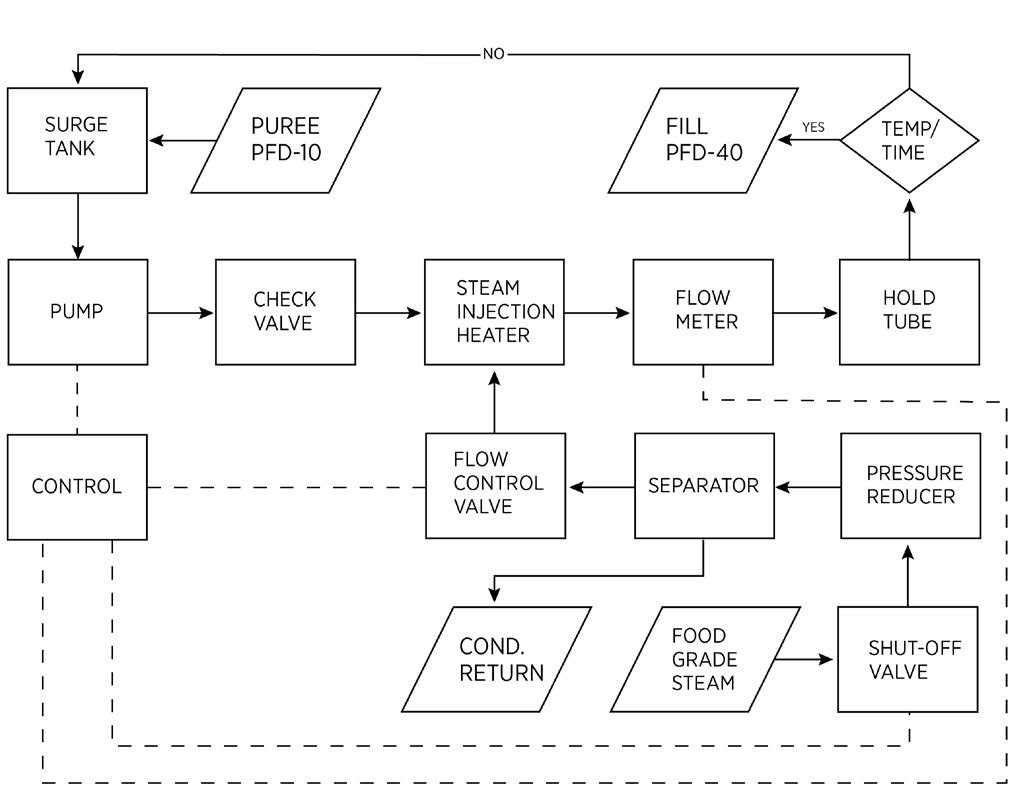 NO
SURGE
TANK
PUREE
PFD-10
FILL
PFD-40
YES
TEMP/
TIME
PUMP
CHECK
VALVE
STEAM
INJECTION
HEATER
FLOW
METER
HOLD
TUBE
CONTROL
FLOW
CONTROL
VALVE
SEPARATOR
PRESSURE
REDUCER
COND.
RETURN
FOOD
GRADE
STEAM
SHUT-OFF
VALVE